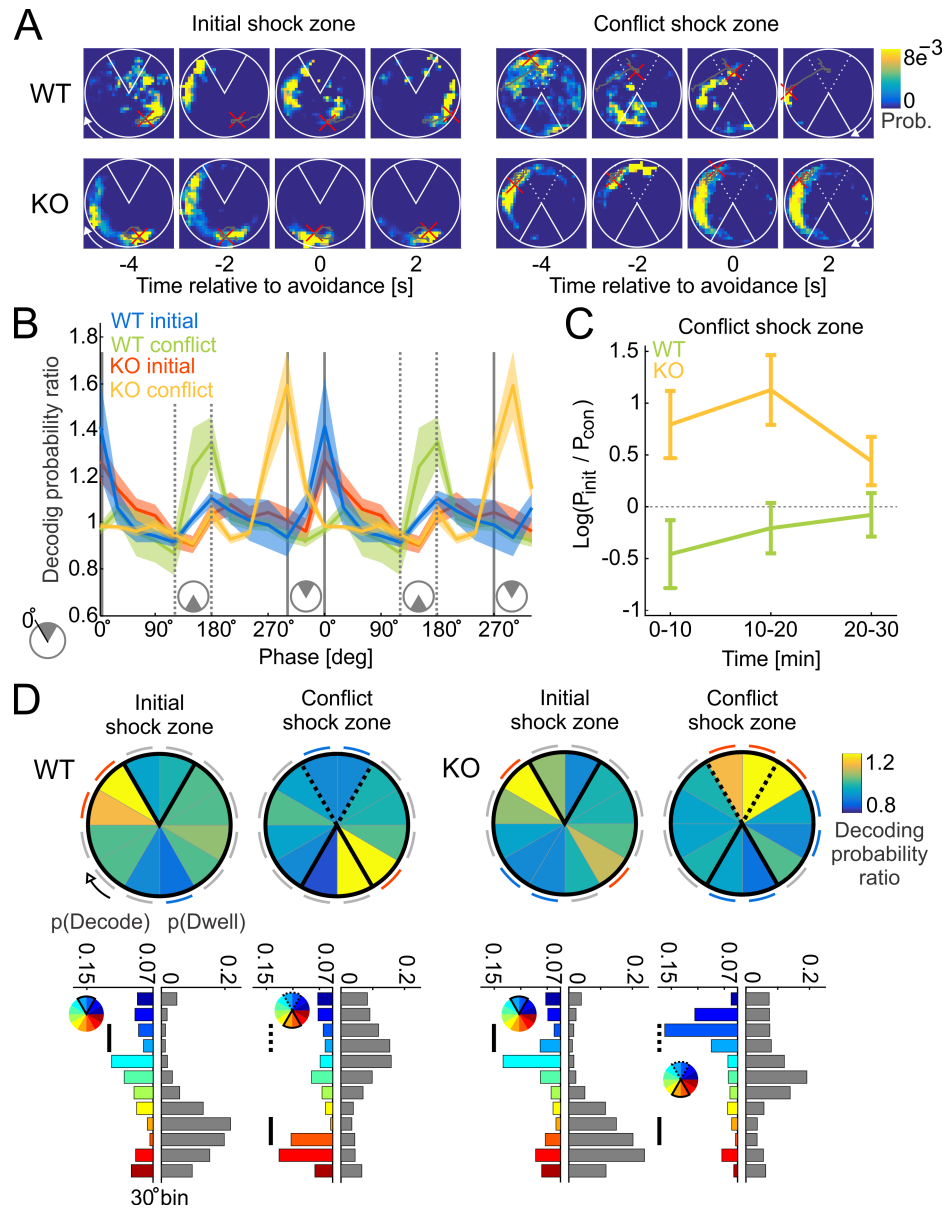 A
Initial shock zone
Conflict shock zone
WT
8e-3
0
Prob.
KO
-4 -2 0 2
Time relative to avoidance [s]
-4 -2 0 2
Time relative to avoidance [s]
B
WT initial
WT conflict
KO initial
KO conflict
Decodig probability ratio
1.8
1.6
1.4
1.2
1
0.8
0.6
0°
0 90° 180° 270° 0 90° 180° 270°
Phase [deg]
C
Conflict shock zone
WT
KO
Log(Pinit / Pcon)
1.5
1
0.5
0
-0.5
-1
0-10 10-20 20-30
Time [min]
D
WT
Initial
shock zone
Conflict
shock zone
KO
Initial
shock zone
Conflict
shock zone
1.2
0.8
Decoding
probability
ratio
p(Decode) p(Dwell)
0.15 0.07 0 0.2
0.15 0.07 0 0.2
0.15 0.07 0 0.2
0.15 0.07 0 0.2
30° bin